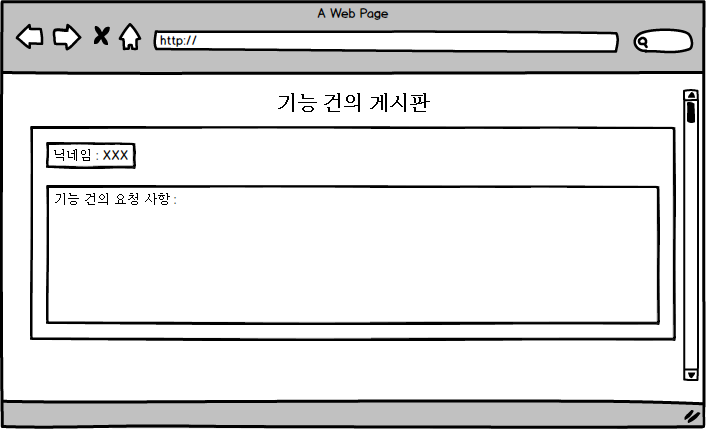 A Web Page
http://
기능 건의 게시판
닉네임 : XXX
기능 건의 요청 사항 :